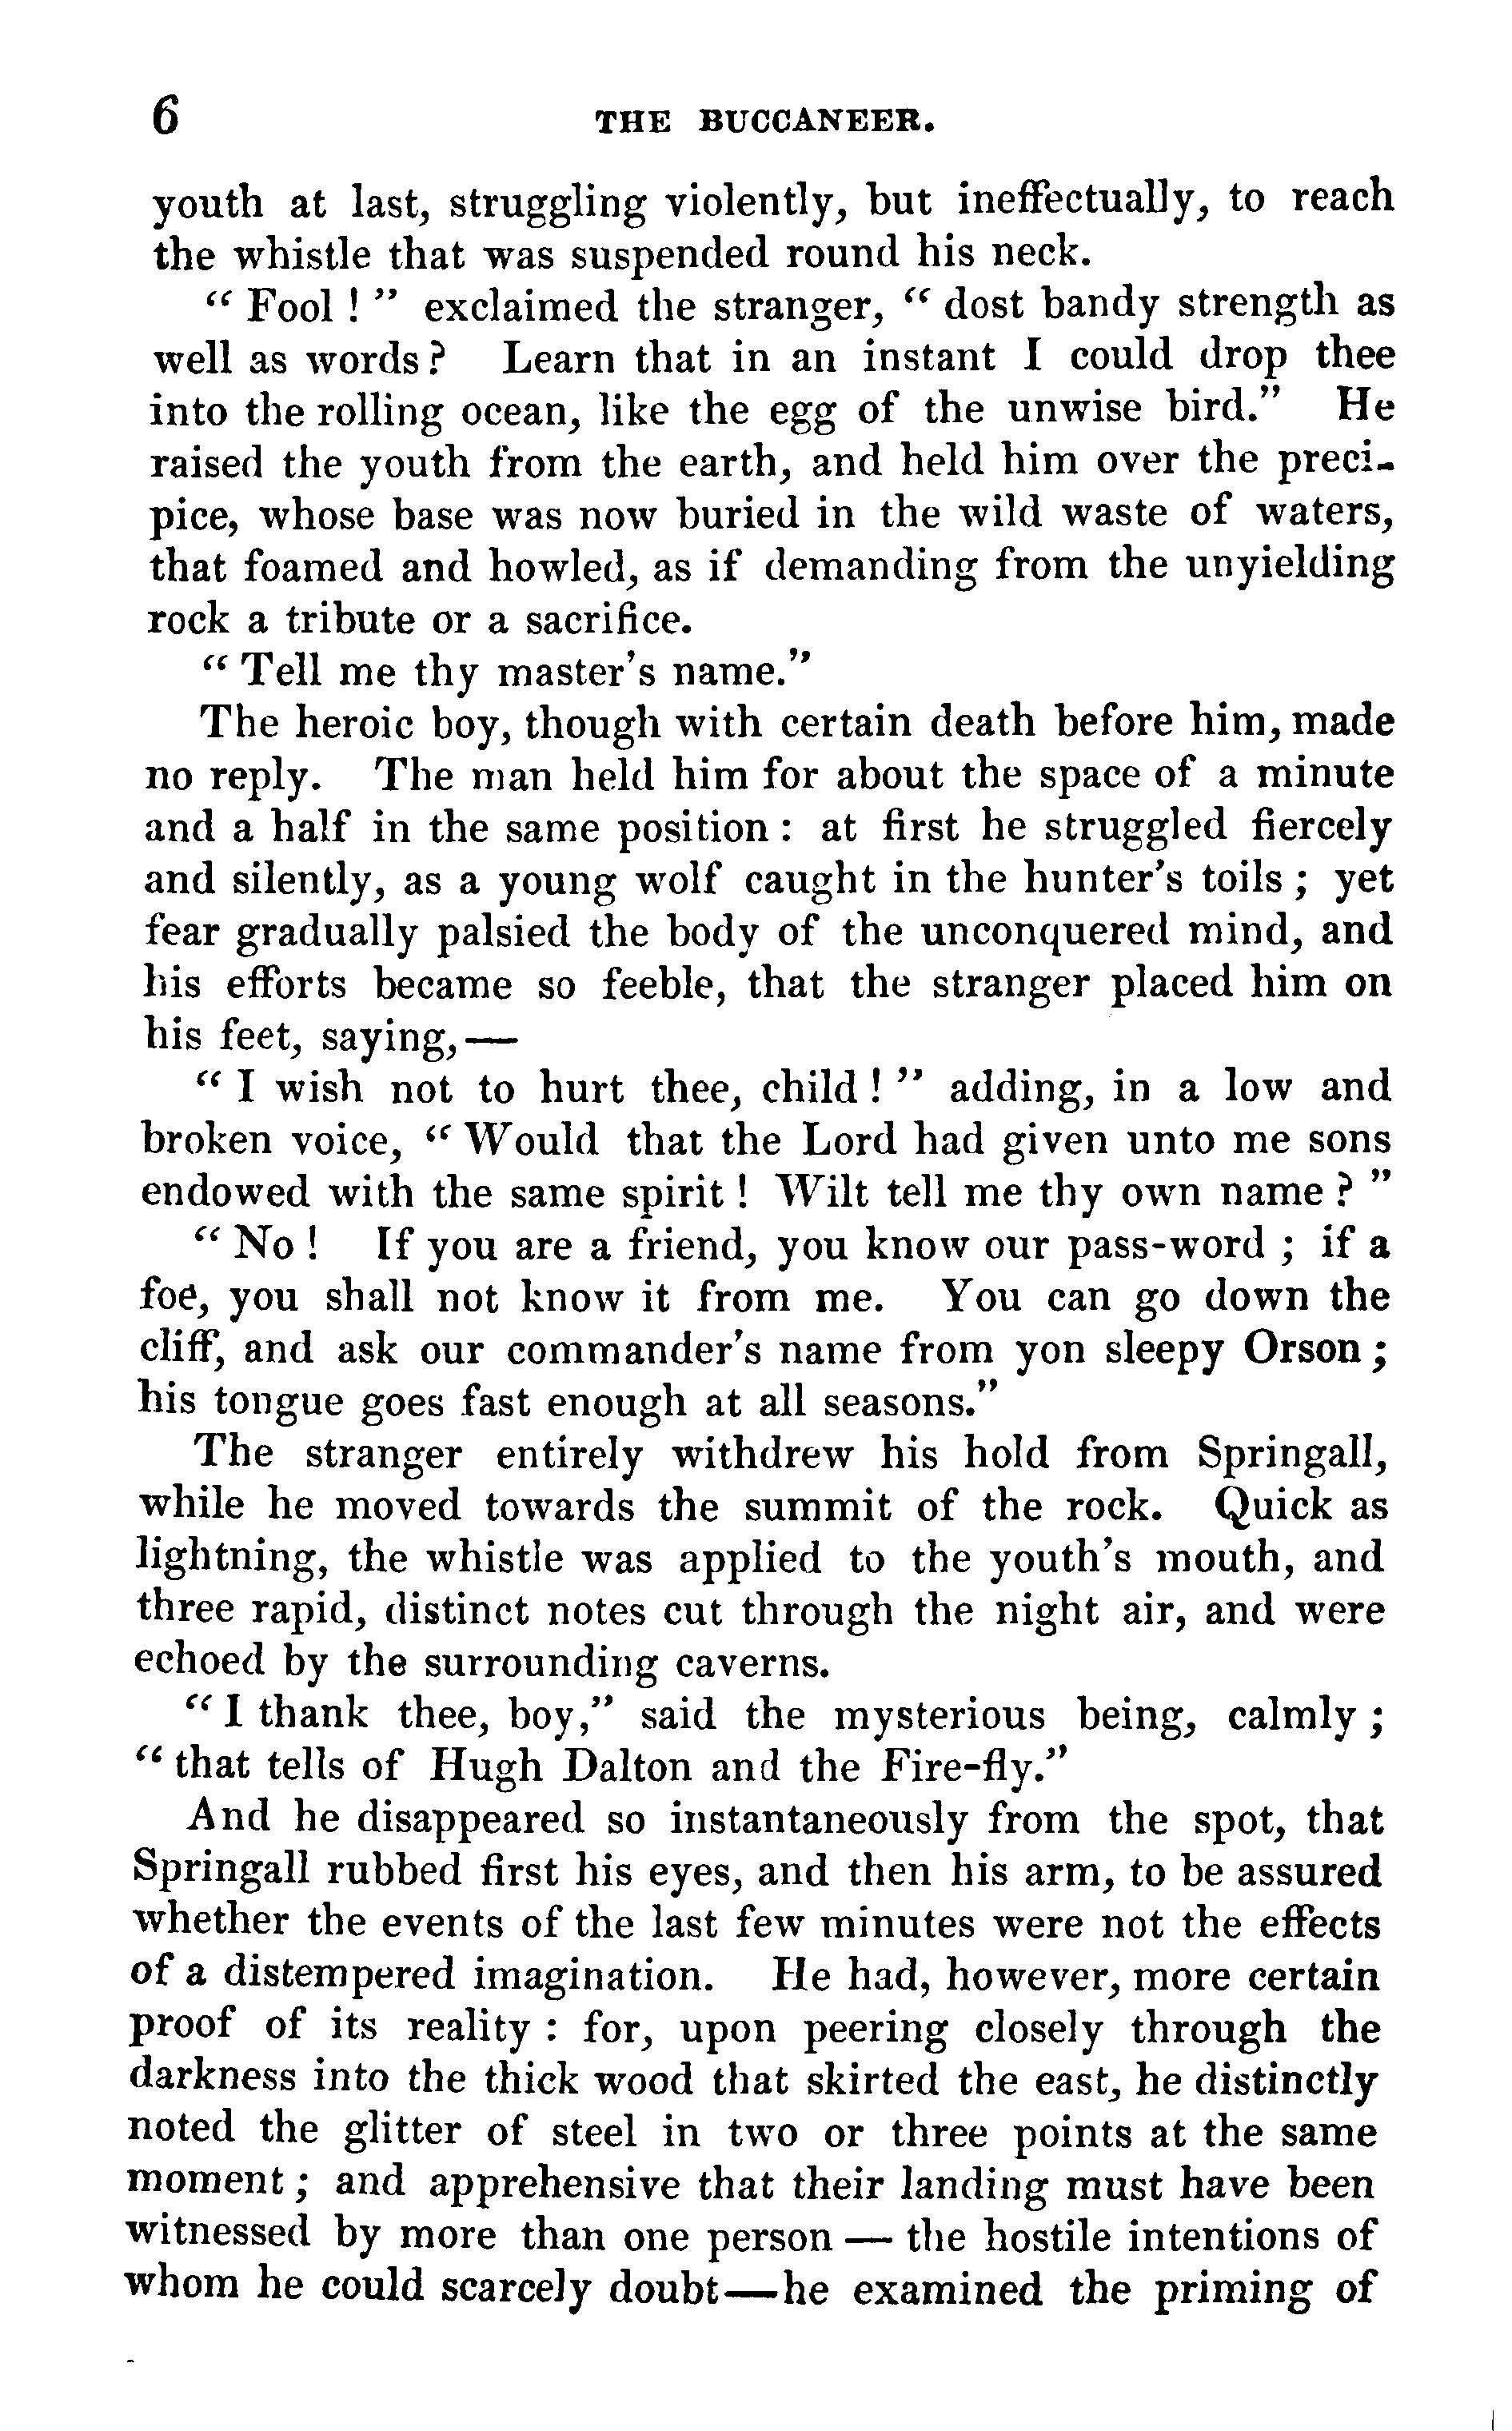 6 THE BUCCANEER.
youth at last, struggling violently, but ineffectually, to reach
the whistle that was suspended round his neck.
“ Fool ! ” exclaimed the stranger, “ dost bandy strength as
well as words ? Learn that in an instant I could drop thee
into the rolling ocean, like the egg of the unwise bird.” He
raised the youth from the earth, and held him over the preci-
pice, whose base was now buried in the wild waste of waters,
that foamed and howled, as if demanding from the unyielding
rock a tribute or a sacrifice.
“ Tell me thy master’s name.”
The heroic boy, though with certain death before him, made
no reply. The man held him for about the space of a minute
and a half in the same position : at first he struggled fiercely
and silently, as a young wolf caught in the hunter’s toils ; yet
fear gradually palsied the body of the unconquered mind, and
his efforts became so feeble, that the stranger placed him on
his feet, saying,—
“ I wish not to hurt thee, child ! ” adding, in a low and
broken voice, “ Would that the Lord had given unto me sons
endowed with the same spirit ! Wilt tell me thy own name ? ”
“ No ! If you are a friend, you know our pass-word ; if a
foe, you shall not know it from me. You can go down the
cliff, and ask our commander’s name from yon sleepy Orson ;
his tongue goes fast enough at all seasons.”
The stranger entirely withdrew his hold from Springall,
while he moved towards the summit of the rock. Quick as
lightning, the whistle was applied to the youth’s mouth, and
three rapid, distinct notes cut through the night air, and were
echoed by the surrounding caverns.
“ I thank thee, boy,” said the mysterious being, calmly ;
“ that tells of Hugh Dalton and the Fire-fly.”
And he disappeared so instantaneously from the spot, that
Springall rubbed first his eyes, and then his arm, to be assured
whether the events of the last few minutes were not the effects
of a distempered imagination. He had, however, more certain
proof of its reality : for, upon peering closely through the
darkness into the thick wood that skirted the east, he distinctly
noted the glitter of steel in two or three points at the same
moment ; and apprehensive that their landing must have been
witnessed by more than one person — the hostile intentions of
whom he could scarcely doubt—he examined the priming of